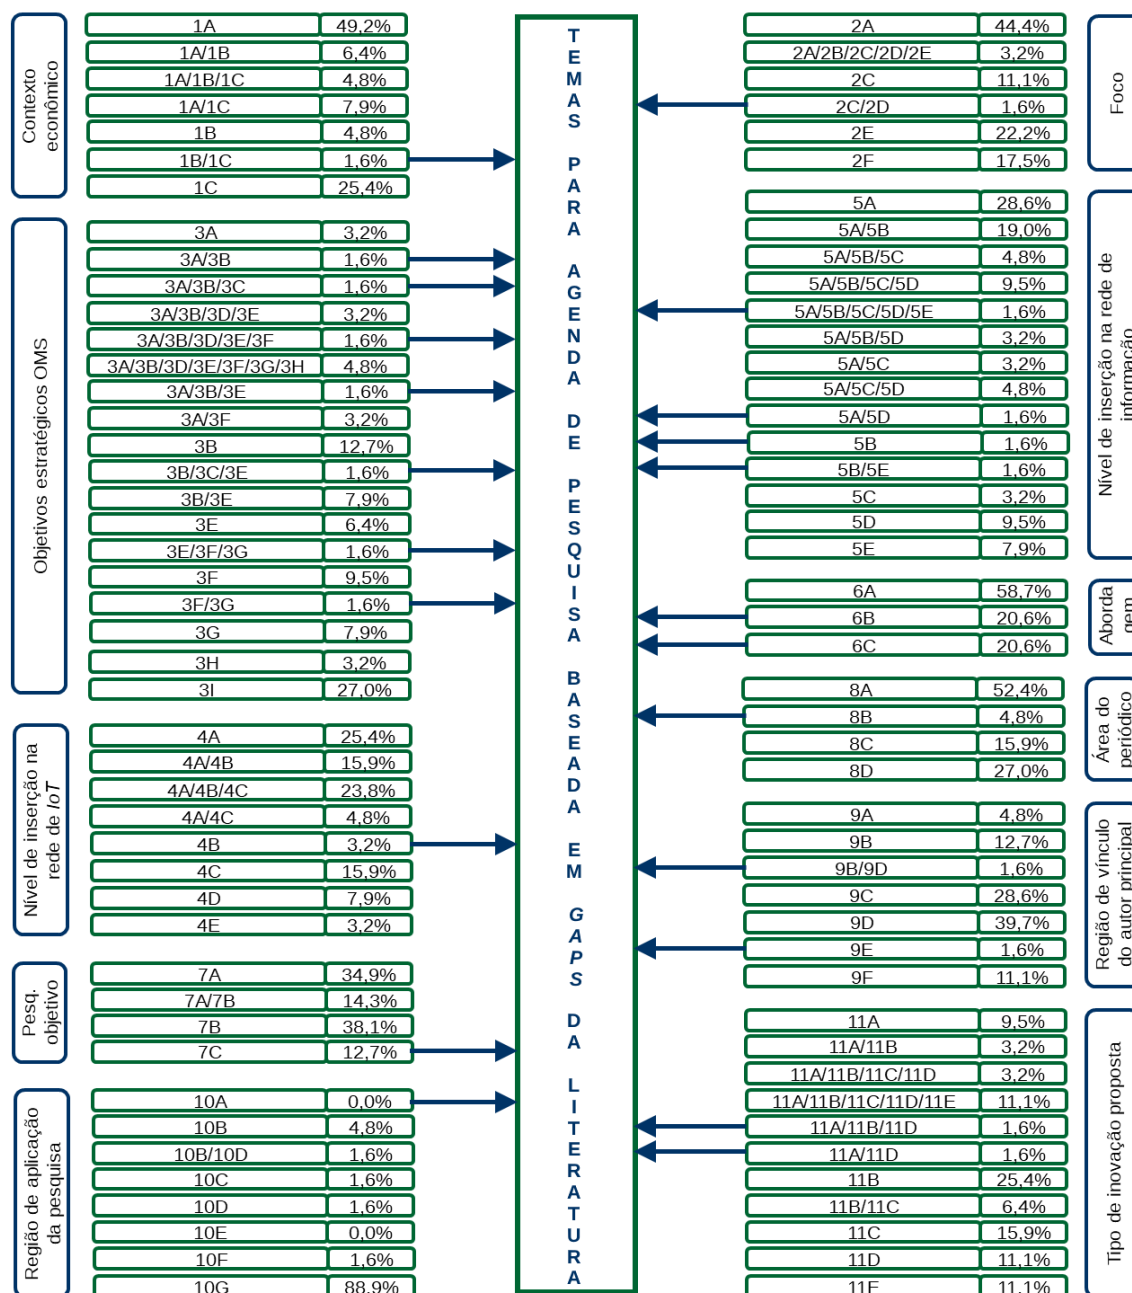 Contexto
econômico
1A 49,2%
1A/1B 6,4%
1A/1B/1C 4,8%
1A/1C 7,9%
1B 4,8%
1B/1C 1,6%
1C 25,4%
Objetivos estratégicos OMS
3A 3,2%
3A/3B 1,6%
3A/3B/3C 1,6%
3A/3B/3D/3E 3,2%
3A/3B/3D/3E/3F 1,6%
3A/3B/3D/3E/3F/3G/3H 4,8%
3A/3B/3E 1,6%
3A/3F 3,2%
3B 12,7%
3B/3C/3E 1,6%
3B/3E 7,9%
3E 6,4%
3E/3F/3G 1,6%
3F 9,5%
3F/3G 1,6%
3G 7,9%
3H 3,2%
3I 27,0%
Nível de inserção na
rede de IoT
4A 25,4%
4A/4B 15,9%
4A/4B/4C 23,8%
4A/4C 4,8%
4B 3,2%
4C 15,9%
4D 7,9%
4E 3,2%
Pesq.
objetivo
7A 34,9%
7A/7B 14,3%
7B 38,1%
7C 12,7%
Região de aplicação
da pesquisa
10A 0,0%
10B 4,8%
10B/10D 1,6%
10C 1,6%
10D 1,6%
10E 0,0%
10F 1,6%
10G 88,9%
TEMAS PARA AGENDA DE PESQUISA BASEADA EM GAPS DA LITERATURA
2A 44,4%
2A/2B/2C/2D/2E 3,2%
2C 11,1%
2C/2D 1,6%
2E 22,2%
2F 17,5%
Foco
5A 28,6%
5A/5B 19,0%
5A/5B/5C 4,8%
5A/5B/5C/5D 9,5%
5A/5B/5C/5D/5E 1,6%
5A/5B/5D 3,2%
5A/5C 3,2%
5A/5C/5D 4,8%
5A/5D 1,6%
5B 1,6%
5B/5E 1,6%
5C 3,2%
5D 9,5%
5E 7,9%
Nível de inserção na rede de
informação
6A 58,7%
6B 20,6%
6C 20,6%
Aborda
gem
8A 52,4%
8B 4,8%
8C 15,9%
8D 27,0%
Área do
periódico
9A 4,8%
9B 12,7%
9B/9D 1,6%
9C 28,6%
9D 39,7%
9E 1,6%
9F 11,1%
Região de vínculo
do autor principal
11A 9,5%
11A/11B 3,2%
11A/11B/11C/11D 3,2%
11A/11B/11C/11D/11E 11,1%
11A/11B/11D 1,6%
11A/11D 1,6%
11B 25,4%
11B/11C 6,4%
11C 15,9%
11D 11,1%
11E 11,1%
Tipo de inovação proposta